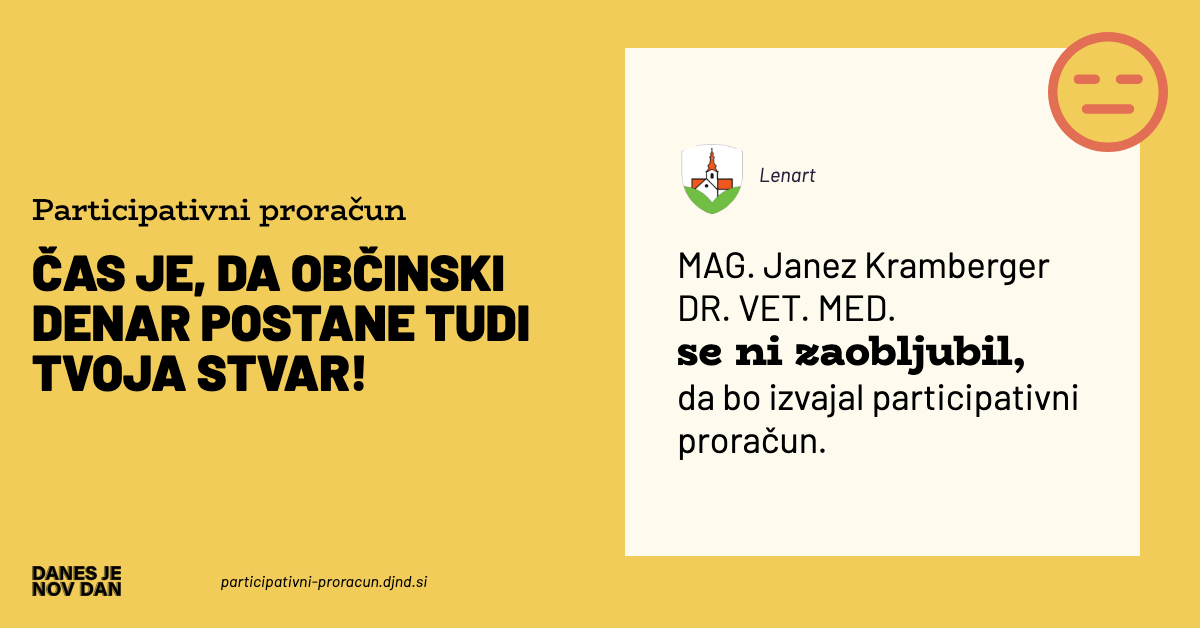 Participativni proračun
ČAS JE, DA OBČINSKI
DENAR POSTANE TUDI
TVOJA STVAR!
DANES JE
NOV DAN
participativni-proracun.djnd.si
Lenart
MAG. Janez Kramberger
DR. VET. MED.
se ni zaobljubil,
da bo izvajal participativni
proračun.